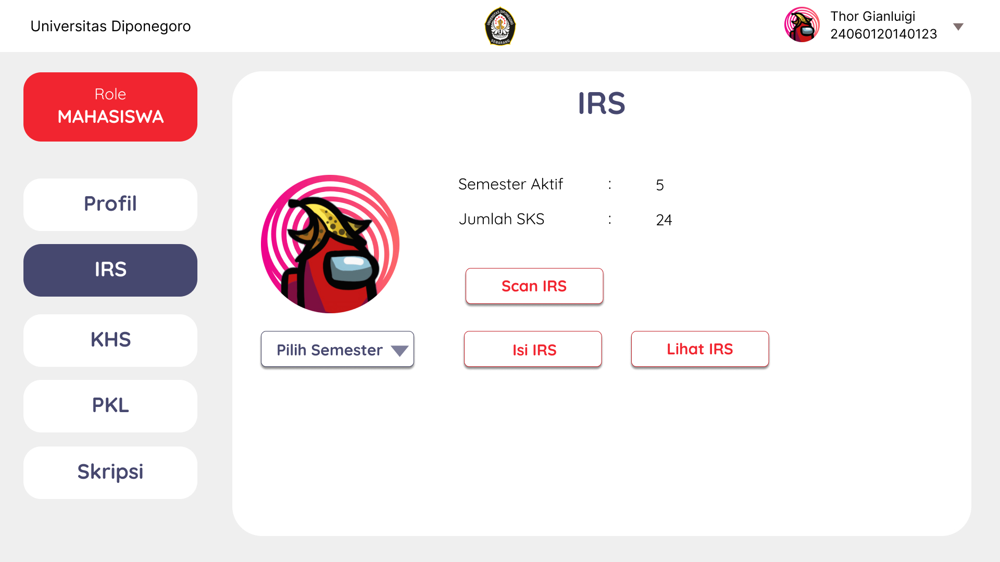 Universitas Diponegoro
UNIVERSITAS DIPONEGORO
SEMARANG
Thor Gianluigi
24060120140123
Role
MAHASISWA
Profil
IRS
KHS
PKL
Skripsi
IRS
Semester Aktif : 5
Jumlah SKS : 24
Scan IRS
Pilih Semester
Isi IRS
Lihat IRS